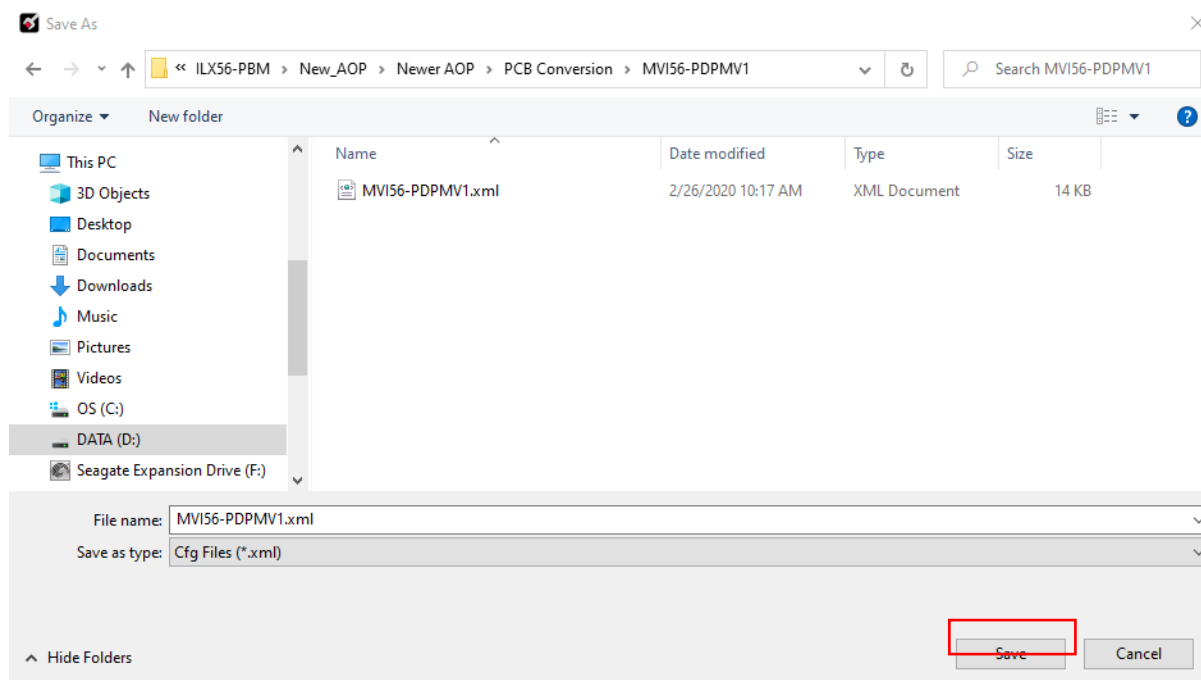 Save As
« ILX56-PBM > New_AOP > Newer AOP > PCB Conversion > MVI56-PDPMV1
Search MVI56-PDPMV1
Organize
New folder
?
This PC
3D Objects
Desktop
Documents
Downloads
Music
Pictures
Videos
OS (C:)
DATA (D:)
Seagate Expansion Drive (F:)
Name Date modified Type Size
MVI56-PDPMV1.xml 2/26/2020 10:17 AM XML Document 14 KB
File name: MVI56-PDPMV1.xml
Save as type: Cfg Files (*.xml)
Hide Folders
Save
Cancel